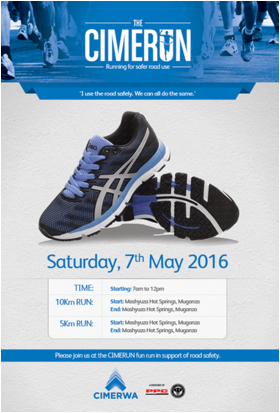 THE
CIMERUN
Running for safer road use
'I use the road safely. We can all do the same.'
Saturday, 7th May 2016
TIME: Starting: 7am to 12pm
10Km RUN: Start: Mashyuza Hot Springs, Muganza
End: Mashyuza Hot Springs, Muganza
5Km RUN: Start: Mashyuza Hot Springs, Muganza
End: Mashyuza Hot Springs, Muganza
Please join us at the CIMERUN fun run in support of road safety.
CIMERWA
PPC